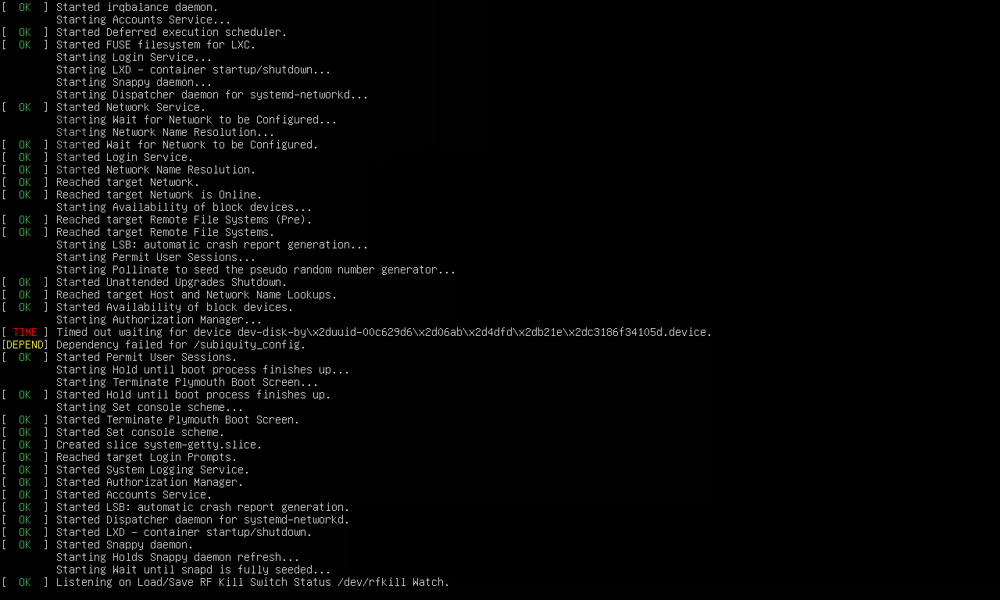 [  OK  ] Started irqbalance daemon.
         Starting Accounts Service...
[  OK  ] Started Deferred execution scheduler.
[  OK  ] Started FUSE filesystem for LXC.
         Starting Login Service...
         Starting LXD - container startup/shutdown...
         Starting Snappy daemon...
         Starting Dispatcher daemon for systemd-networkd...
[  OK  ] Started Network Service.
         Starting Wait for Network to be Configured...
         Starting Network Name Resolution...
[  OK  ] Started Wait for Network to be Configured.
[  OK  ] Started Login Service.
[  OK  ] Started Network Name Resolution.
[  OK  ] Reached target Network.
[  OK  ] Reached target Network is Online.
         Starting Availability of block devices...
[  OK  ] Reached target Remote File Systems (Pre).
[  OK  ] Reached target Remote File Systems.
         Starting LSB: automatic crash report generation...
         Starting Permit User Sessions...
         Starting Pollinate to seed the pseudo random number generator...
[  OK  ] Started Unattended Upgrades Shutdown.
[  OK  ] Reached target Host and Network Name Lookups.
[  OK  ] Started Availability of block devices.
         Starting Authorization Manager...
[ TIME ] Timed out waiting for device dev-disk-by\x2duuid-00c629d6\x2d06ab\x2d4dfd\x2db21e\x2dc3186f34105d.device.
[DEPEND] Dependency failed for /subiquity_config.
[  OK  ] Started Permit User Sessions.
         Starting Hold until boot process finishes up...
         Starting Terminate Plymouth Boot Screen...
[  OK  ] Started Hold until boot process finishes up.
         Starting Set console scheme...
[  OK  ] Started Terminate Plymouth Boot Screen.
[  OK  ] Started Set console scheme.
[  OK  ] Created slice system-getty.slice.
[  OK  ] Reached target Login Prompts.
[  OK  ] Started System Logging Service.
[  OK  ] Started Authorization Manager.
[  OK  ] Started Accounts Service.
[  OK  ] Started LSB: automatic crash report generation.
[  OK  ] Started Dispatcher daemon for systemd-networkd.
[  OK  ] Started LXD - container startup/shutdown.
[  OK  ] Started Snappy daemon.
         Starting Holds Snappy daemon refresh...
         Starting Wait until snapd is fully seeded...
[  OK  ] Listening on Load/Save RF Kill Switch Status /dev/rfkill Watch.